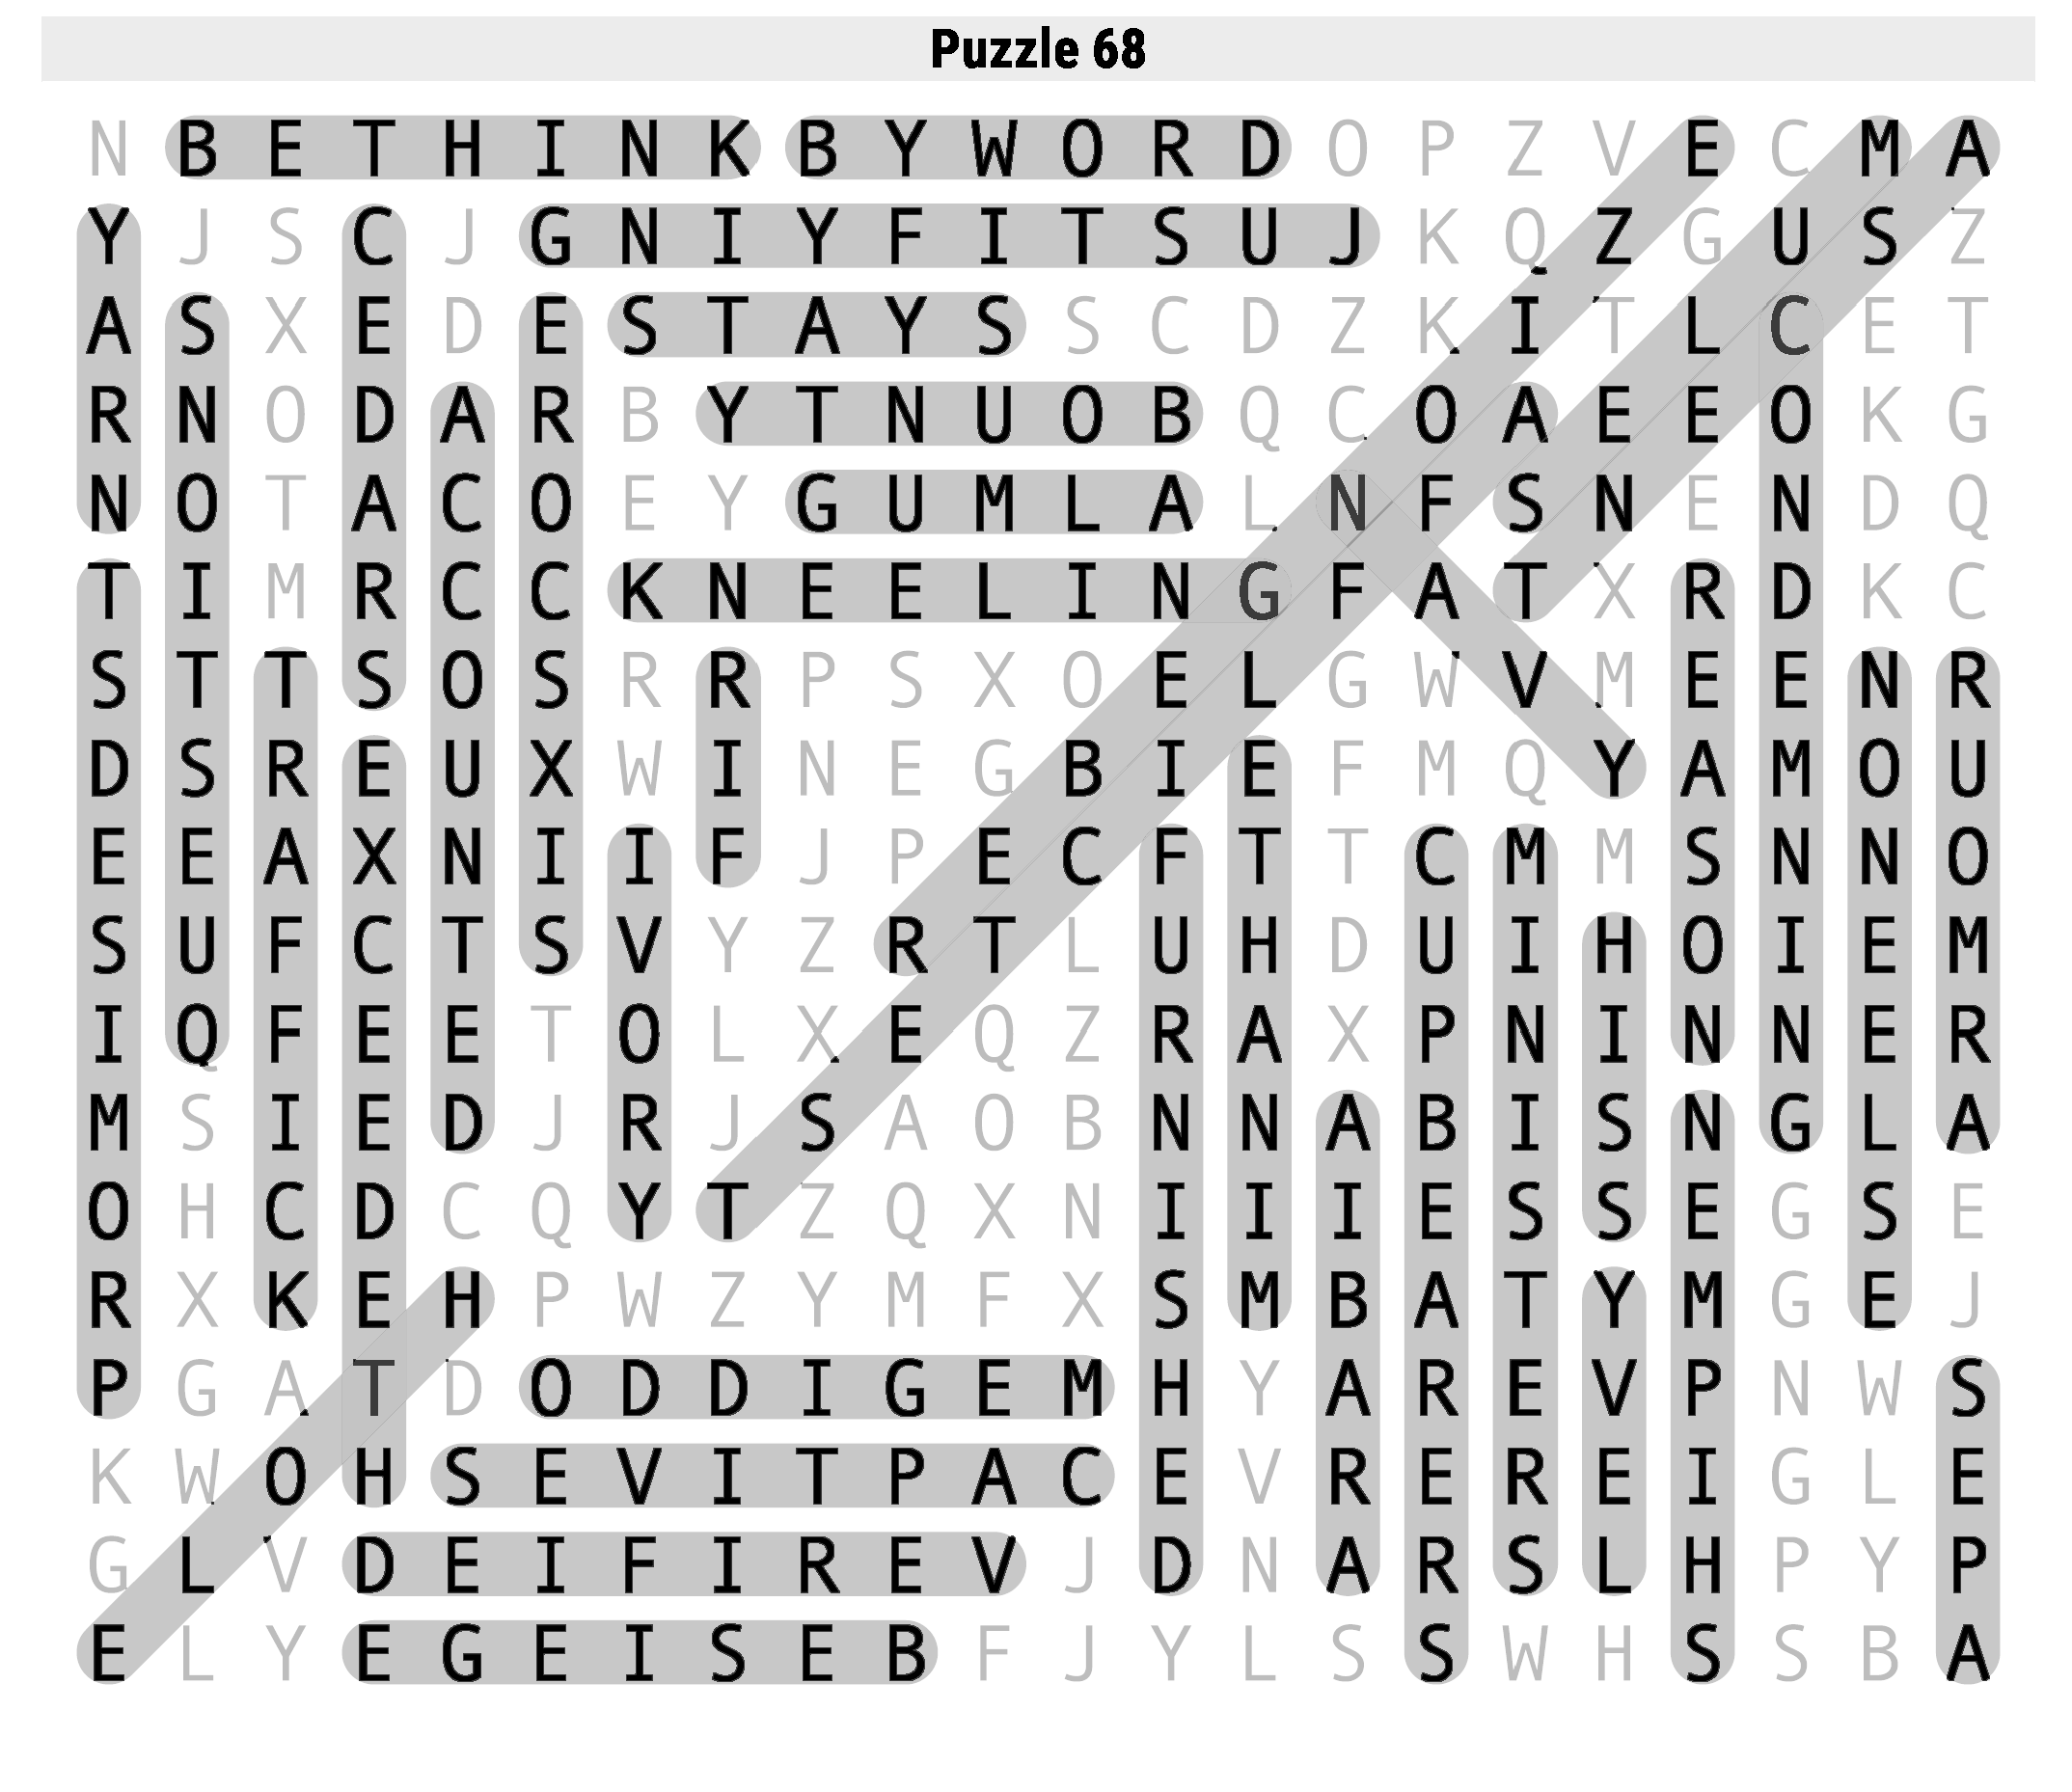 Puzzle 68
N B E T H I N K B Y W O R D O P Z V E C M A
Y J S C J G N I Y F I T S U J K Q Z G U S Z
A S X E D E S T A Y S S C D Z K I T L C E T
R N O D A R B Y T N U O B Q C O A E E O K G
N O T A C O E Y G U M L A L N F S N E N D Q
T I M R C C K N E E L I N G F A T X R D K C
S T T S O S R R P S X O E L G W V M E E N R
D S R E U X W I N E G B I E F M Q Y A M O U
E E A X N I I F J P E C F T T C M M S N N O
S U F C T S V Y Z R T L U H D U I H O I E M
I Q F E E T O L X E Q Z R A X P N I N N E R
M S I E D J R J S A O B N N A B I S N G L A
O H C D C Q Y T Z Q X N I I I E S S E G S E
R X K E H P W Z Y M F X S M B A T Y M G E J
P G A T D O D D I G E M H Y A R E V P N W S
K W O H S E V I T P A C E V R E R E I G L E
G L V D E I F I R E V J D N A R S L H P Y P
E L Y E G E I S E B F J Y L S S W H S S B A